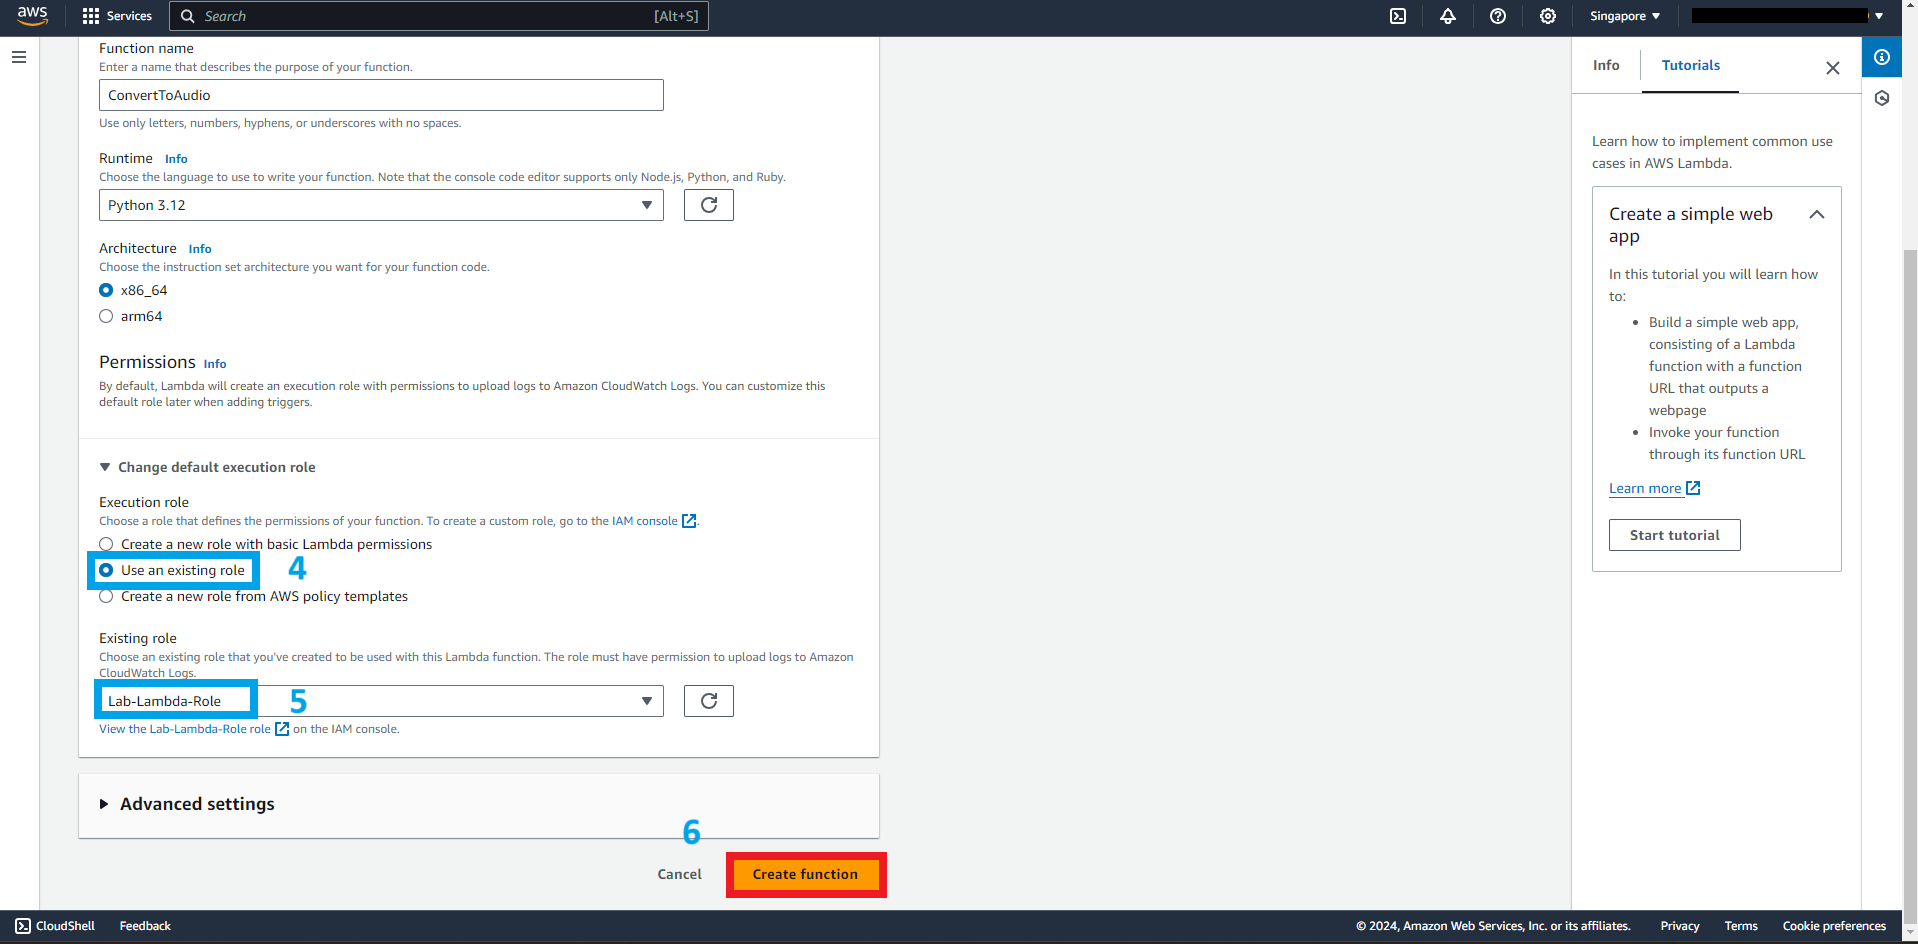 aws
Services
Search
[Alt+S]
Singapore
Function name
Enter a name that describes the purpose of your function.
ConvertToAudio
Use only letters, numbers, hyphens, or underscores with no spaces.
Runtime Info
Choose the language to use to write your function. Note that the console code editor supports only Node.js, Python, and Ruby.
Python 3.12
Architecture Info
Choose the instruction set architecture you want for your function code.
x86_64
arm64
Permissions Info
By default, Lambda will create an execution role with permissions to upload logs to Amazon CloudWatch Logs. You can customize this
default role later when adding triggers.
Change default execution role
Execution role
Choose a role that defines the permissions of your function. To create a custom role, go to the IAM console.
Create a new role with basic Lambda permissions
Use an existing role
4
Create a new role from AWS policy templates
Existing role
Choose an existing role that you've created to be used with this Lambda function. The role must have permission to upload logs to Amazon
CloudWatch Logs.
Lab-Lambda-Role
5
View the Lab-Lambda-Role role on the IAM console.
Advanced settings
6
Cancel
Create function
Info
Tutorials
Learn how to implement common use
cases in AWS Lambda.
Create a simple web
app
In this tutorial you will learn how
to:
• Build a simple web app,
consisting of a Lambda
function with a function
URL that outputs a
webpage
• Invoke your function
through its function URL
Learn more
Start tutorial
CloudShell
Feedback
© 2024, Amazon Web Services, Inc. or its affiliates.
Privacy
Terms
Cookie preferences